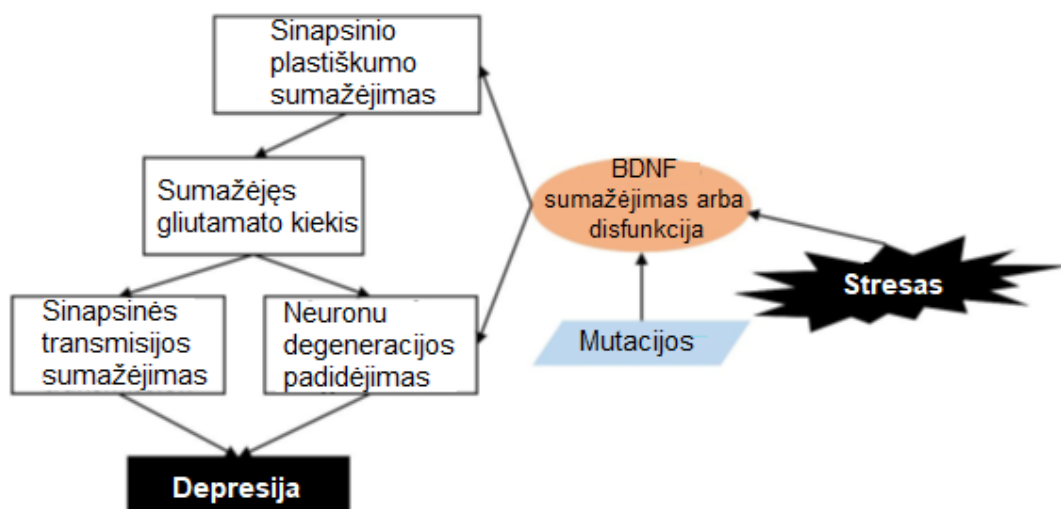 Sinapsinio
plastiškumo
sumažėjimas
Sumažėjęs
gliutamato kiekis
BDNF
sumažėjimas arba
disfunkcija
Stresas
Sinapsinės
transmisijos
sumažėjimas
Neuronu
degeneracijos
padidėjimas
Mutacijos
Depresija